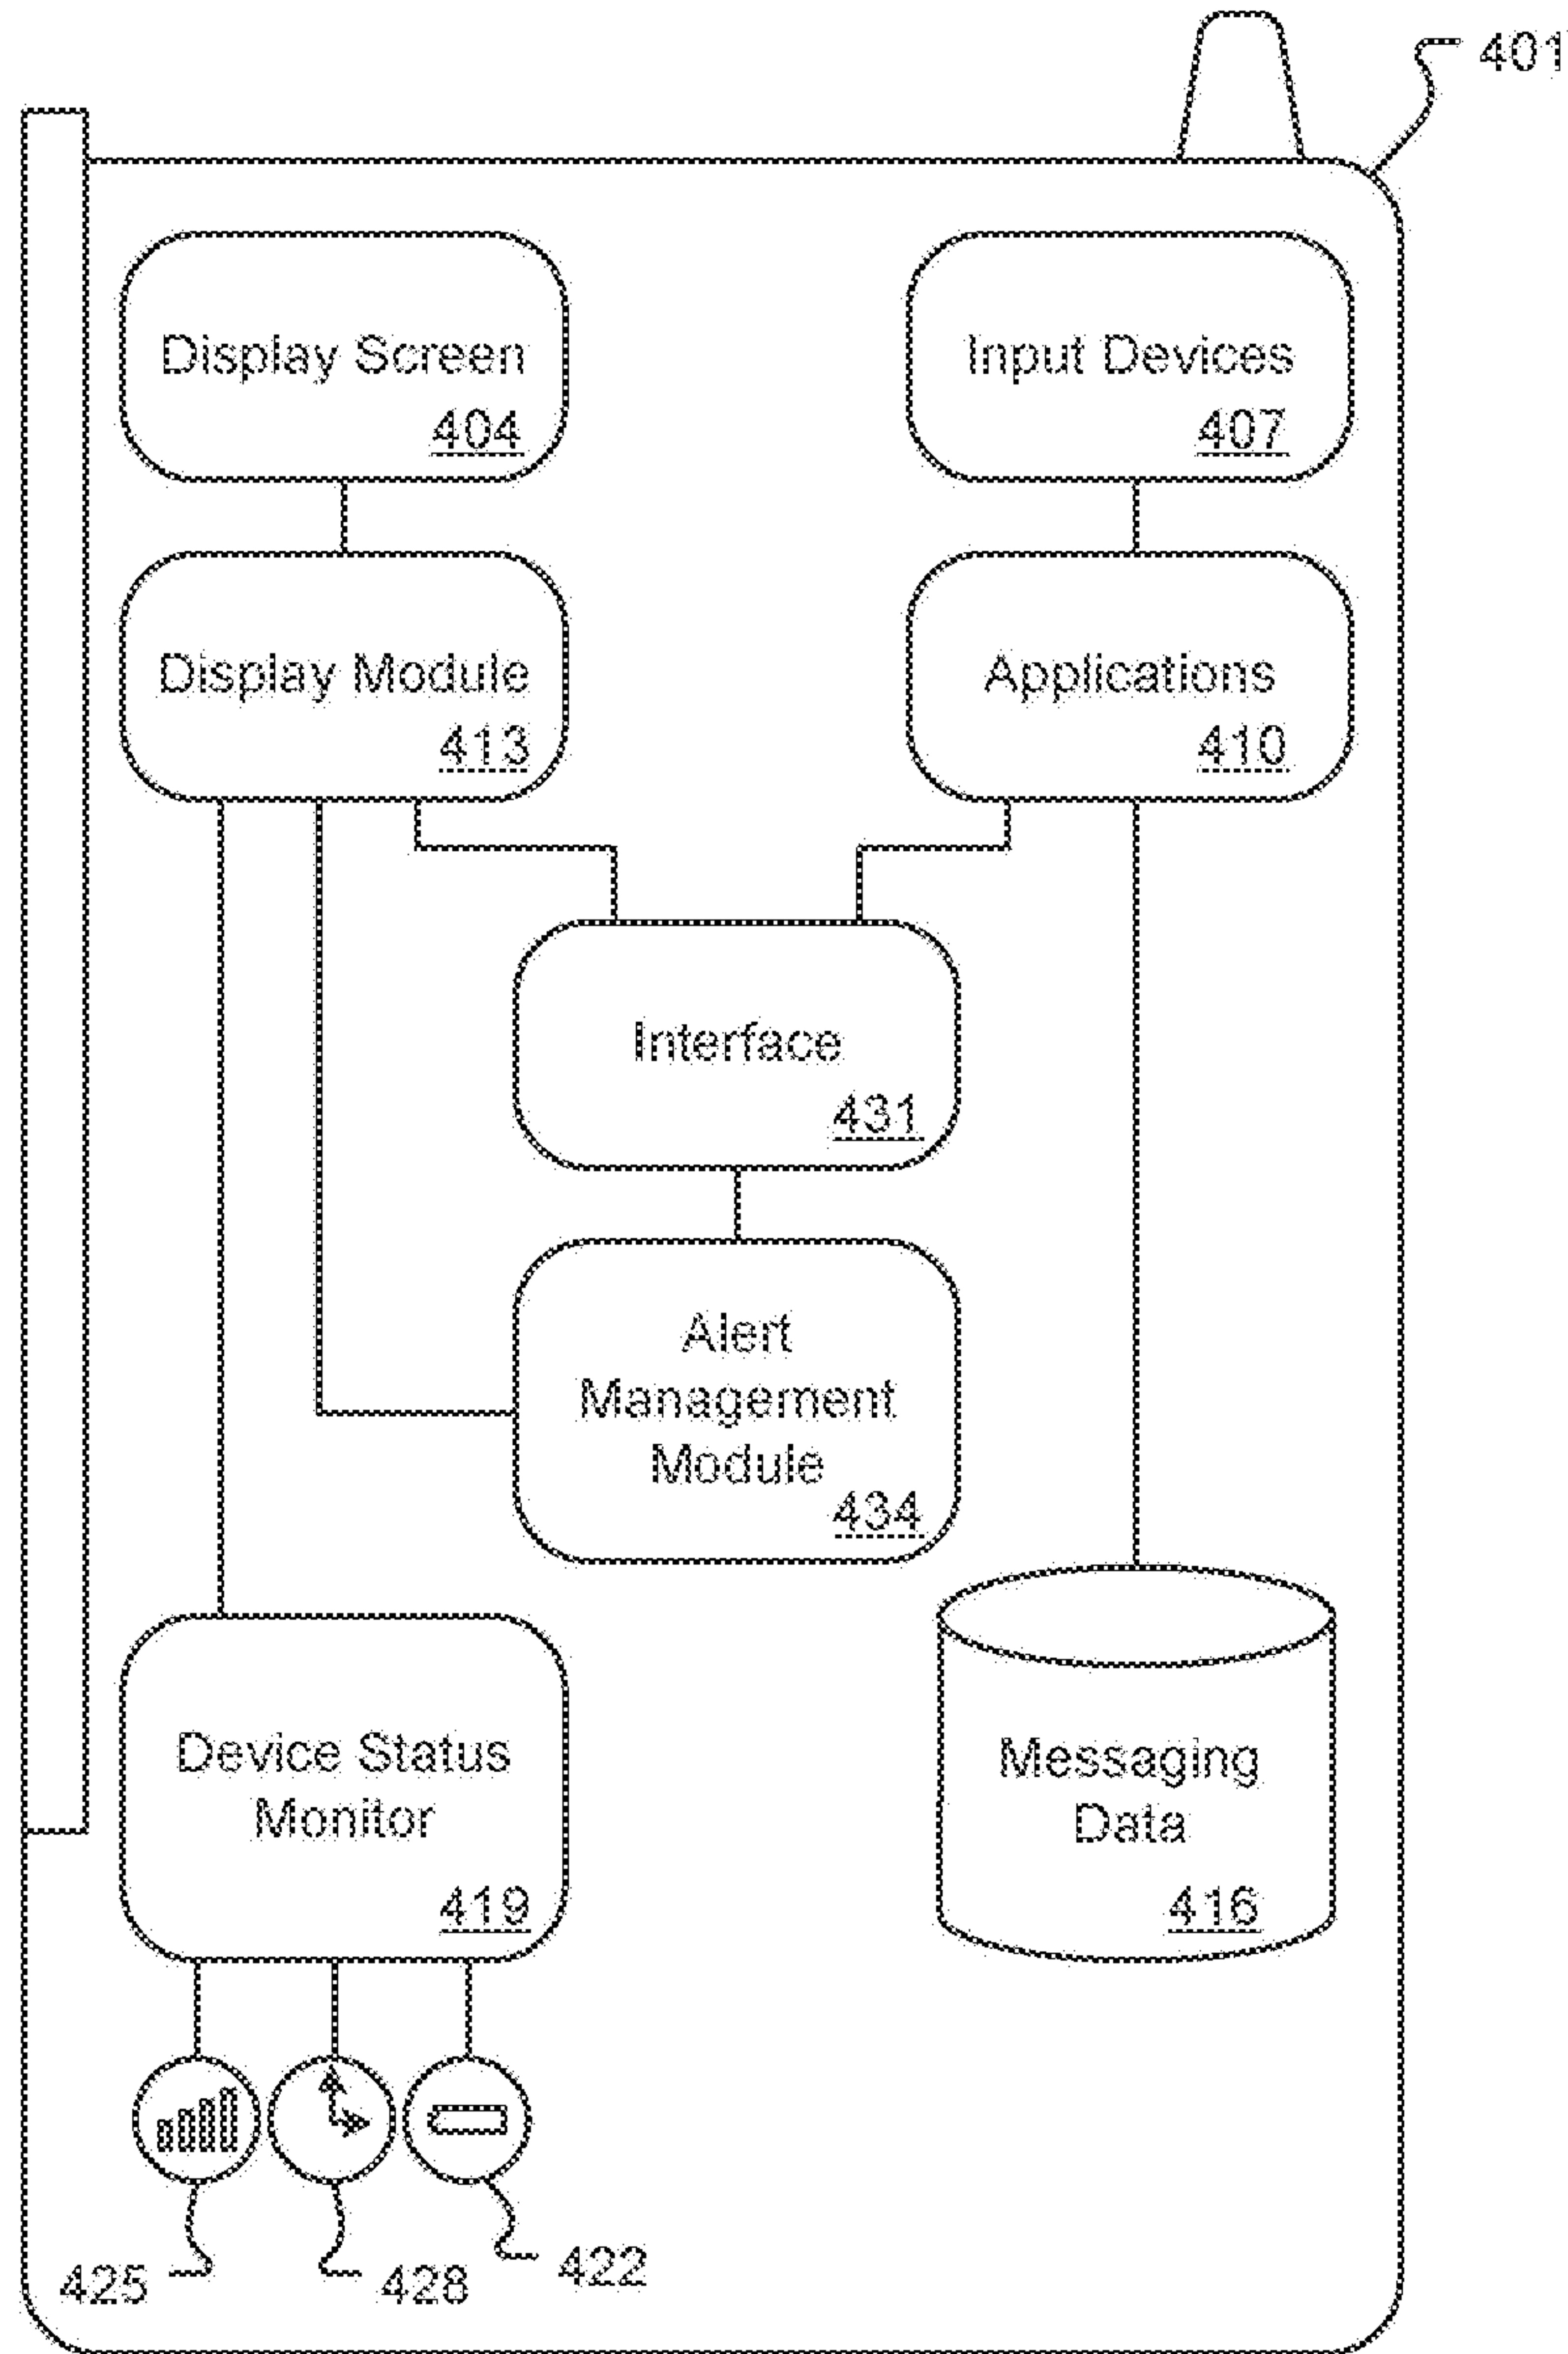 401
Display Screen
404
Input Devices
407
Display Module
413
Applications
410
Interface
431
Alert
Management
Module
434
Device Status
Monitor
419
Messaging
Data
416
425
428
422